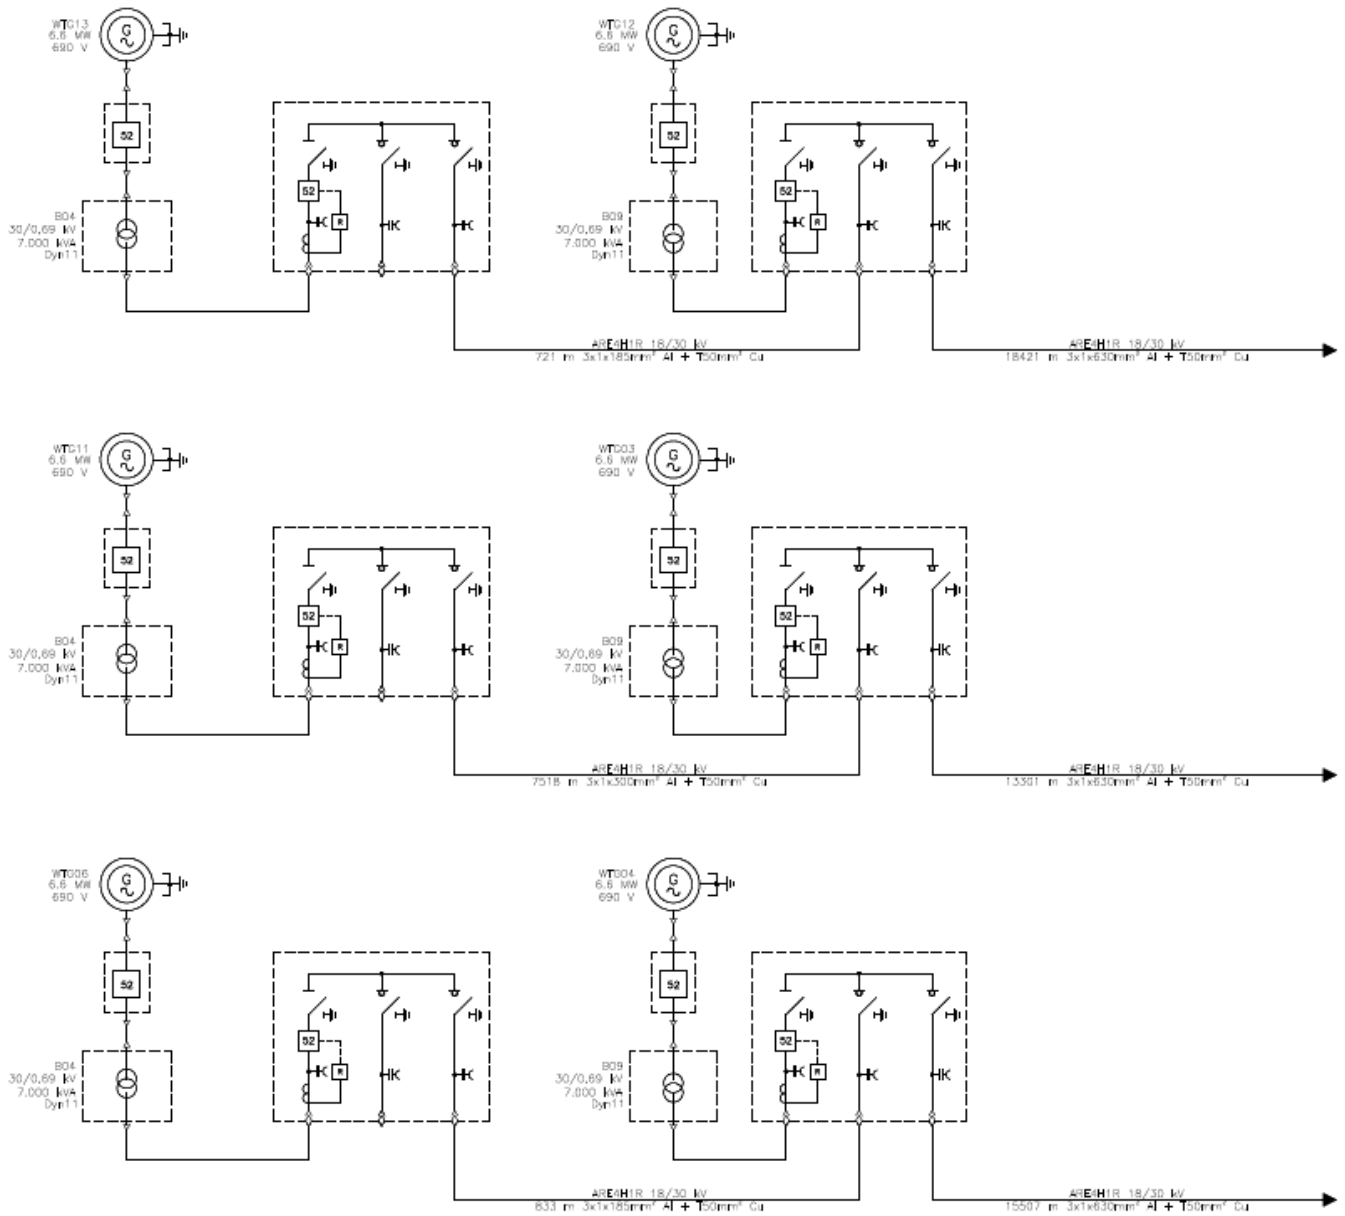 WTG13
6.6 MW
690 V
G
52
B04
30/0.69 kV
7.000 kVA
Dyn11
52
R
WTG12
6.6 MW
690 V
G
52
B09
30/0.69 kV
7.000 kVA
Dyn11
52
R
ARE4H1R 18/30 kV
721 m 3x1x185mm² Al + T50mm² Cu
ARE4H1R 18/30 kV
18421 m 3x1x630mm² Al + T50mm² Cu
WTG11
6.6 MW
690 V
G
52
B04
30/0.69 kV
7.000 kVA
Dyn11
52
R
WTG03
6.6 MW
690 V
G
52
B09
30/0.69 kV
7.000 kVA
Dyn11
52
R
ARE4H1R 18/30 kV
7518 m 3x1x300mm² Al + T50mm² Cu
ARE4H1R 18/30 kV
13301 m 3x1x630mm² Al + T50mm² Cu
WTG06
6.6 MW
690 V
G
52
B04
30/0.69 kV
7.000 kVA
Dyn11
52
R
WTG04
6.6 MW
690 V
G
52
B09
30/0.69 kV
7.000 kVA
Dyn11
52
R
ARE4H1R 18/30 kV
833 m 3x1x185mm² Al + T50mm² Cu
ARE4H1R 18/30 kV
15507 m 3x1x630mm² Al + T50mm² Cu